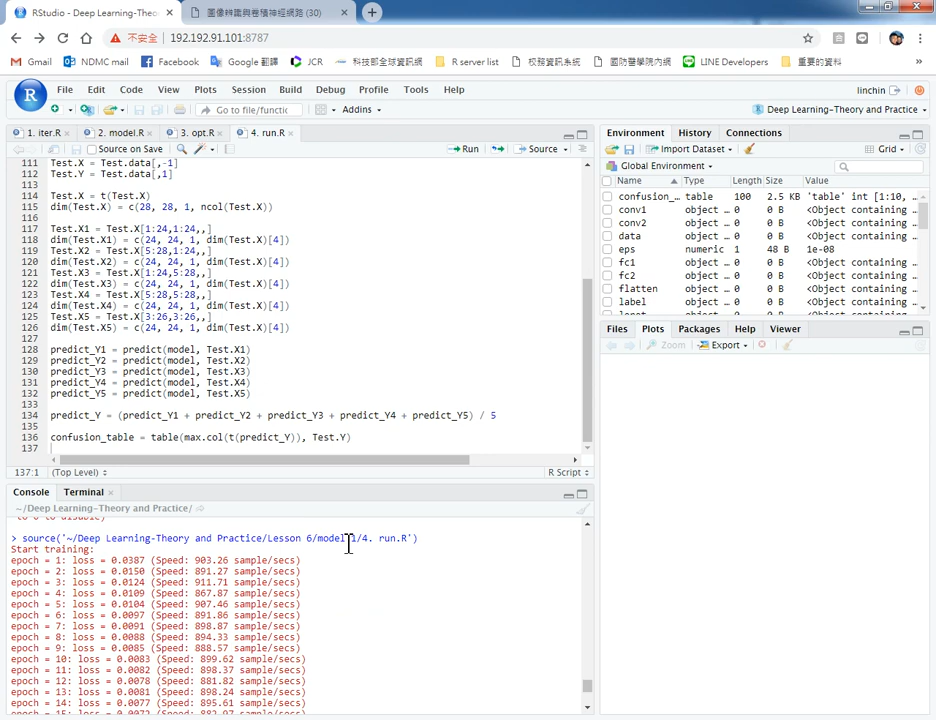 RStudio - Deep Learning-Theo
圖像辨識與卷積神經網路 (30)
不安全
192.192.91.101:8787
Gmail
NDMC mail
Facebook
Google 翻譯
JCR
科技部全球資訊網
R server list
校務資訊系統
國防醫學院內網
LINE Developers
重要的資料
»
File Edit Code View Plots Session Build Debug Profile Tools Help
linchin
Go to file/functic
Addins
Deep Learning-Theory and Practice
1. iter.R
2. model.R
3. opt.R
4. run.R
Source on Save
Run
Source
111 Test.X = Test.data[,-1]
112 Test.Y = Test.data[,1]
113
114 Test.X = t(Test.X)
115 dim(Test.X) = c(28, 28, 1, ncol(Test.X))
116
117 Test.X1 = Test.X[1:24,1:24,,]
118 dim(Test.X1) = c(24, 24, 1, dim(Test.X)[4])
119 Test.X2 = Test.X[5:28,1:24,,]
120 dim(Test.X2) = c(24, 24, 1, dim(Test.X)[4])
121 Test.X3 = Test.X[1:24,5:28,,]
122 dim(Test.X3) = c(24, 24, 1, dim(Test.X)[4])
123 Test.X4 = Test.X[5:28,5:28,,]
124 dim(Test.X4) = c(24, 24, 1, dim(Test.X)[4])
125 Test.X5 = Test.X[3:26,3:26,,]
126 dim(Test.X5) = c(24, 24, 1, dim(Test.X)[4])
127
128 predict_Y1 = predict(model, Test.X1)
129 predict_Y2 = predict(model, Test.X2)
130 predict_Y3 = predict(model, Test.X3)
131 predict_Y4 = predict(model, Test.X4)
132 predict_Y5 = predict(model, Test.X5)
133
134 predict_Y = (predict_Y1 + predict_Y2 + predict_Y3 + predict_Y4 + predict_Y5) / 5
135
136 confusion_table = table(max.col(t(predict_Y)), Test.Y)
137
137:1 (Top Level)
R Script
Console Terminal
~/Deep Learning-Theory and Practice/
to 0 to disable)
> source('~/Deep Learning-Theory and Practice/Lesson 6/model 1/4. run.R')
Start training:
epoch = 1: loss = 0.0387 (Speed: 903.26 sample/secs)
epoch = 2: loss = 0.0150 (Speed: 891.27 sample/secs)
epoch = 3: loss = 0.0124 (Speed: 911.71 sample/secs)
epoch = 4: loss = 0.0109 (Speed: 867.87 sample/secs)
epoch = 5: loss = 0.0104 (Speed: 907.46 sample/secs)
epoch = 6: loss = 0.0097 (Speed: 891.86 sample/secs)
epoch = 7: loss = 0.0091 (Speed: 898.87 sample/secs)
epoch = 8: loss = 0.0088 (Speed: 894.33 sample/secs)
epoch = 9: loss = 0.0085 (Speed: 888.57 sample/secs)
epoch = 10: loss = 0.0083 (Speed: 899.62 sample/secs)
epoch = 11: loss = 0.0082 (Speed: 898.37 sample/secs)
epoch = 12: loss = 0.0078 (Speed: 881.82 sample/secs)
epoch = 13: loss = 0.0081 (Speed: 898.24 sample/secs)
epoch = 14: loss = 0.0077 (Speed: 895.61 sample/secs)
epoch = 15: loss = 0.0072 (Speed: 882.97 sample/secs)
Environment History Connections
Import Dataset
Grid
Global Environment
Name Type Length Size Value
confusion_… table 100 2.5 KB 'table' int [1:10, …
conv1 object … 0 0 B <Object containing …
conv2 object … 0 0 B <Object containing …
data object … 0 0 B <Object containing …
eps numeric 1 48 B 1e-08
fc1 object … 0 0 B <Object containing …
fc2 object … 0 0 B <Object containing …
flatten object … 0 0 B <Object containing …
label object … 0 0 B <Object containing …
lenet object … 0 0 B <Object containing …
Files Plots Packages Help Viewer
Zoom
Export